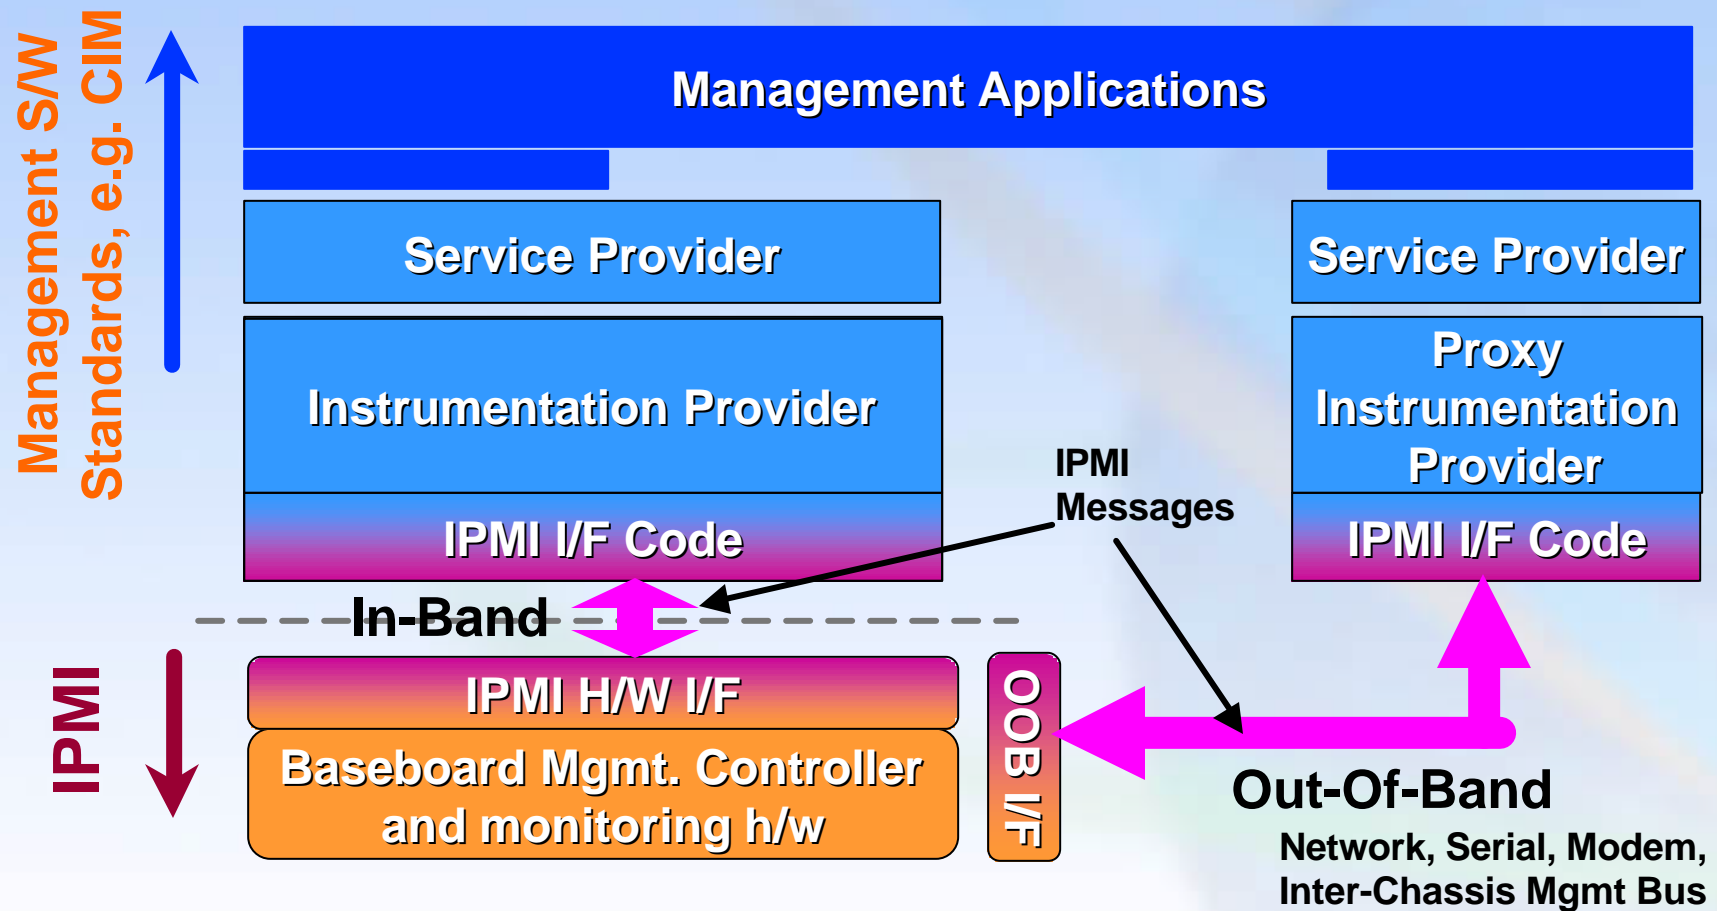 Management S/W
Standards, e.g. CIM
Management Applications
Service Provider
Service Provider
Instrumentation Provider
Proxy
Instrumentation
Provider
IPMI
Messages
IPMI I/F Code
IPMI I/F Code
In-Band
IPMI
IPMI H/W I/F
OOB I/F
Baseboard Mgmt. Controller
and monitoring h/w
Out-Of-Band
Network, Serial, Modem,
Inter-Chassis Mgmt Bus